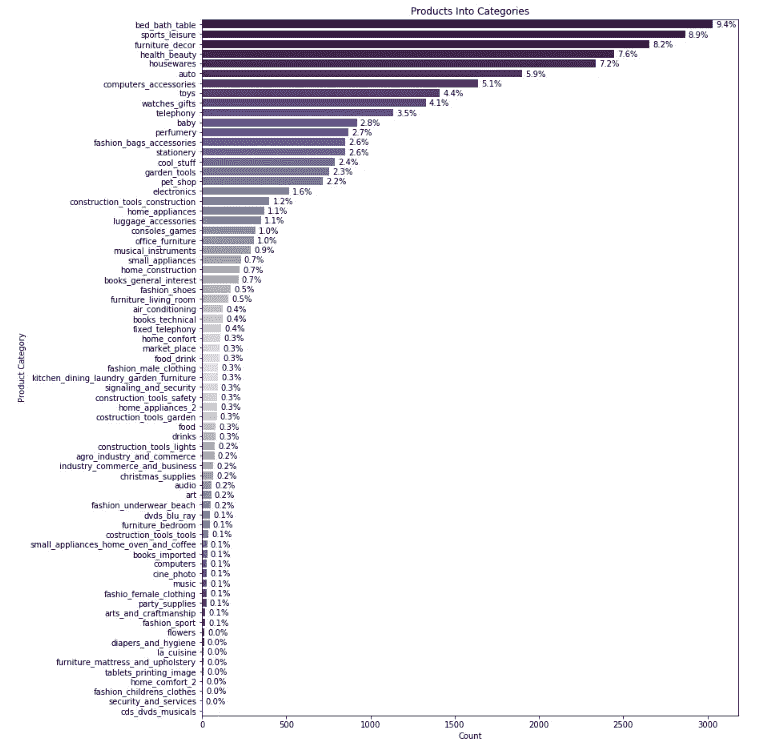 Products Into Categories
bed_bath_table 9.4%
sports_leisure 8.9%
furniture_decor 8.2%
health_beauty 7.6%
housewares 7.2%
auto 5.9%
computers_accessories 5.1%
toys 4.4%
watches_gifts 4.1%
telephony 3.5%
baby 2.8%
perfumery 2.7%
fashion_bags_accessories 2.6%
stationery 2.6%
cool_stuff 2.4%
garden_tools 2.3%
pet_shop 2.2%
electronics 1.6%
construction_tools_construction 1.2%
home_appliances 1.1%
luggage_accessories 1.1%
consoles_games 1.0%
office_furniture 1.0%
musical_instruments 0.9%
small_appliances 0.7%
home_construction 0.7%
books_general_interest 0.7%
fashion_shoes 0.5%
furniture_living_room 0.5%
air_conditioning 0.4%
books_technical 0.4%
fixed_telephony 0.4%
home_confort 0.3%
market_place 0.3%
food_drink 0.3%
fashion_male_clothing 0.3%
kitchen_dining_laundry_garden_furniture 0.3%
signaling_and_security 0.3%
construction_tools_safety 0.3%
home_appliances_2 0.3%
costruction_tools_garden 0.3%
food 0.3%
drinks 0.3%
construction_tools_lights 0.2%
agro_industry_and_commerce 0.2%
industry_commerce_and_business 0.2%
christmas_supplies 0.2%
audio 0.2%
art 0.2%
fashion_underwear_beach 0.2%
dvds_blu_ray 0.1%
furniture_bedroom 0.1%
costruction_tools_tools 0.1%
small_appliances_home_oven_and_coffee 0.1%
books_imported 0.1%
computers 0.1%
cine_photo 0.1%
music 0.1%
fashio_female_clothing 0.1%
party_supplies 0.1%
arts_and_craftmanship 0.1%
fashion_sport 0.1%
flowers 0.0%
diapers_and_hygiene 0.0%
la_cuisine 0.0%
furniture_mattress_and_upholstery 0.0%
tablets_printing_image 0.0%
home_comfort_2 0.0%
fashion_childrens_clothes 0.0%
security_and_services 0.0%
cds_dvds_musicals
Product Category
0 500 1000 1500 2000 2500 3000
Count